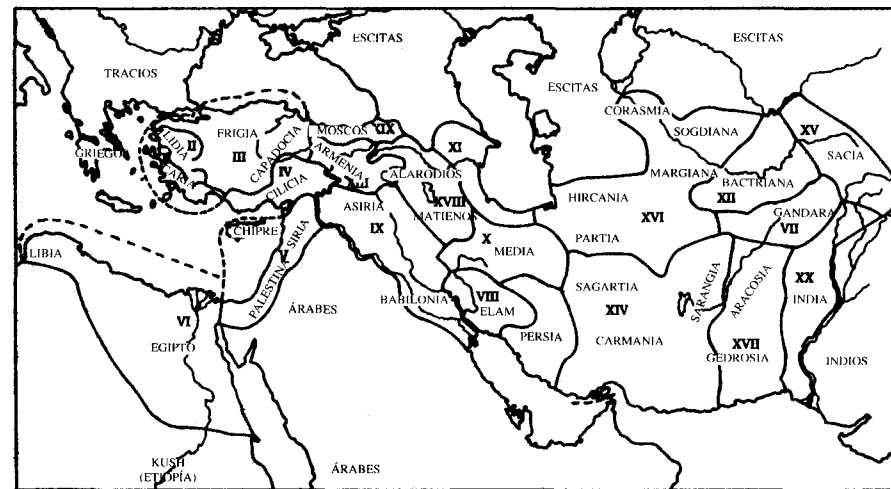 ESCITAS
ESCITAS
TRACIOS
ESCITAS
CORASMIA
MOSCOS
XIX
XI
SOGDIANA
XV
LIDIA
II
FRIGIA
III
CAPADOCIA
GRIEGOS
ARMENIA
ALARODIOS
SACIA
MARGIANA
BACTRIANA
IV
CILICIA
XII
HIRCANIA
XVI
ASIRIA
XVIII
MATIENOS
GANDARA
VII
CHIPRE
IX
X
MEDIA
PARTIA
LIBIA
V
PALESTINA
SIRIA
SAGARTIA
XIV
SARANGIA
ARACOSIA
XX
INDIA
BABILONIA
VIII
ELAM
ÁRABES
VI
EGIPTO
PERSIA
CARMANIA
XVII
GEDROSIA
INDIOS
KUSH
(ETIOPÍA)
ÁRABES